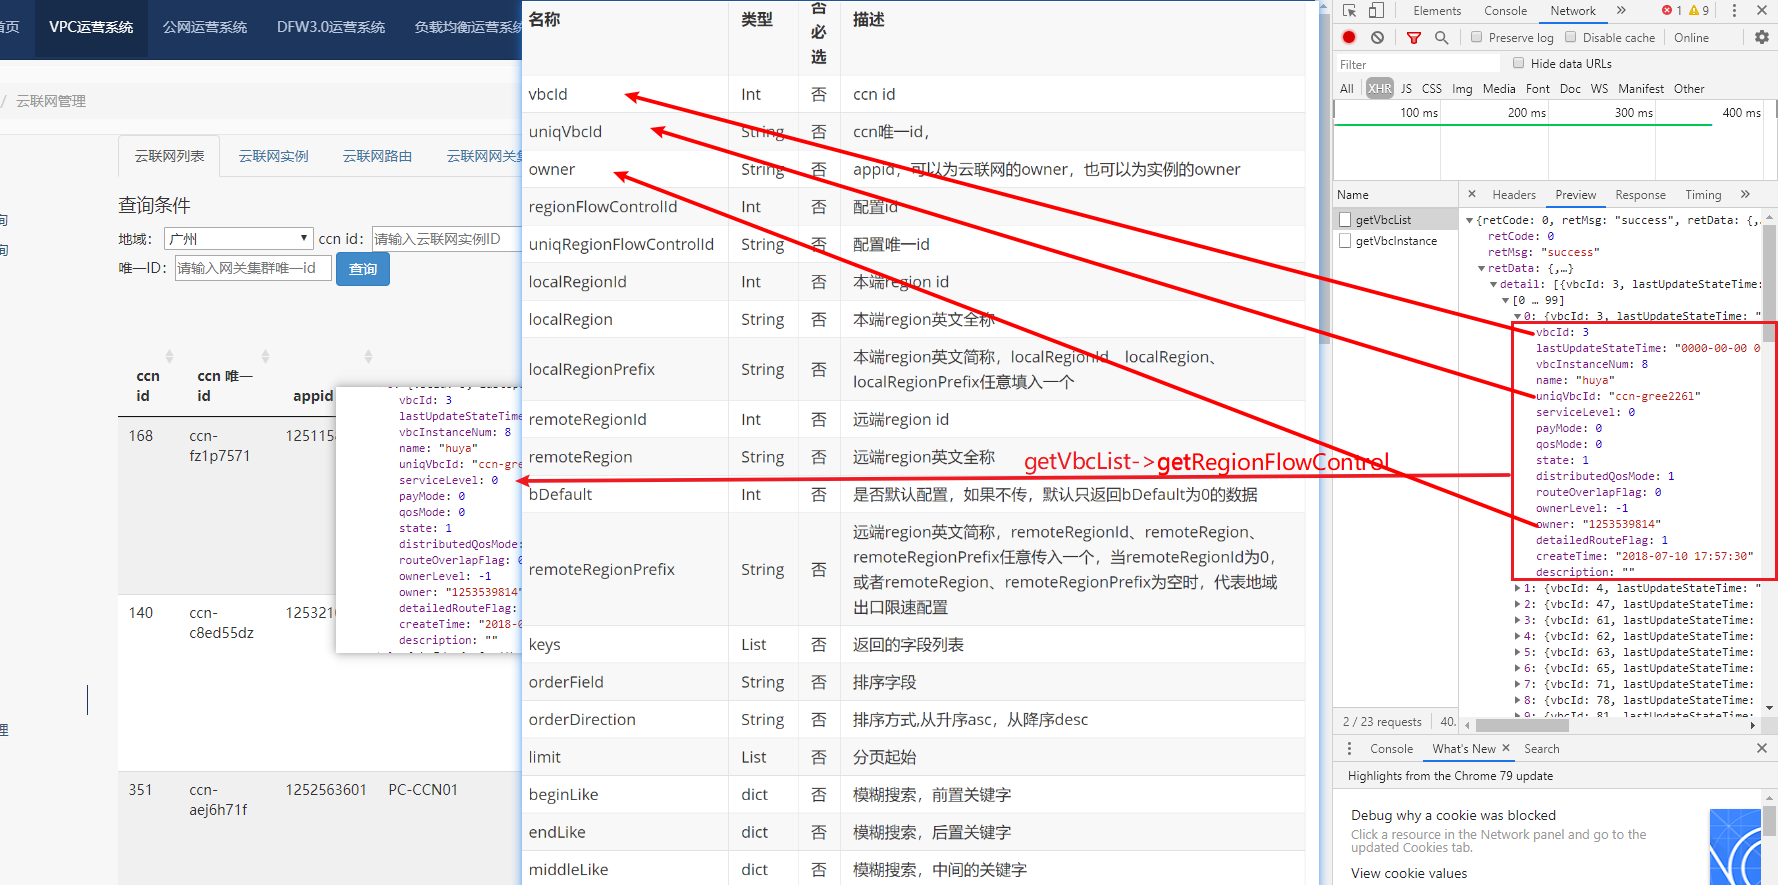 首页 VPC运营系统 公网运营系统 DFW3.0运营系统 负载均衡运营系统
/ 云联网管理
云联网列表 云联网实例 云联网路由 云联网网关集
查询条件
地域： 广州 ccn id： 请输入云联网实例ID
唯一ID： 请输入网关集群唯一id 查询
询
询
理
ccn id
ccn 唯一 id
appid
168 ccn-fz1p7571 125115
140 ccn-c8ed55dz 125321
351 ccn-aej6h71f 1252563601 PC-CCN01
vbcId: 3
lastUpdateStateTime
vbcInstanceNum: 8
name: "huya"
uniqVbcId: "ccn-gre
serviceLevel: 0
payMode: 0
qosMode: 0
state: 1
distributedQosMode:
routeOverlapFlag: 0
ownerLevel: -1
owner: "1253539814"
detailedRouteFlag:
createTime: "2018-0
description: ""
名称 类型 否必选 描述
vbcId Int 否 ccn id
uniqVbcId String 否 ccn唯一id，
owner String 否 appid，可以为云联网的owner，也可以为实例的owner
regionFlowControlId Int 否 配置id
uniqRegionFlowControlId String 否 配置唯一id
localRegionId Int 否 本端region id
localRegion String 否 本端region英文全称
localRegionPrefix String 否 本端region英文简称，localRegionId、localRegion、
localRegionPrefix任意填入一个
remoteRegionId Int 否 远端region id
remoteRegion String 否 远端region英文全称
getVbcList->getRegionFlowControl
bDefault Int 否 是否默认配置，如果不传，默认只返回bDefault为0的数据
remoteRegionPrefix String 否 远端region英文简称，remoteRegionId、remoteRegion、
remoteRegionPrefix任意传入一个，当remoteRegionId为0，
或者remoteRegion、remoteRegionPrefix为空时，代表地域
出口限速配置
keys List 否 返回的字段列表
orderField String 否 排序字段
orderDirection String 否 排序方式,从升序asc，从降序desc
limit List 否 分页起始
beginLike dict 否 模糊搜索，前置关键字
endLike dict 否 模糊搜索，后置关键字
middleLike dict 否 模糊搜索，中间的关键字
Elements Console Network » 1 9
Preserve log Disable cache Online
Filter Hide data URLs
All XHR JS CSS Img Media Font Doc WS Manifest Other
100 ms 200 ms 300 ms 400 ms
Name × Headers Preview Response Timing »
getVbcList
getVbcInstance
{retCode: 0, retMsg: "success", retData: {,…
retCode: 0
retMsg: "success"
retData: {,…}
detail: [{vbcId: 3, lastUpdateStateTime:
[0 … 99]
0: {vbcId: 3, lastUpdateStateTime: "
vbcId: 3
lastUpdateStateTime: "0000-00-00 0
vbcInstanceNum: 8
name: "huya"
uniqVbcId: "ccn-gree226l"
serviceLevel: 0
payMode: 0
qosMode: 0
state: 1
distributedQosMode: 1
routeOverlapFlag: 0
ownerLevel: -1
owner: "1253539814"
detailedRouteFlag: 1
createTime: "2018-07-10 17:57:30"
description: ""
1: {vbcId: 4, lastUpdateStateTime: "
2: {vbcId: 47, lastUpdateStateTime:
3: {vbcId: 61, lastUpdateStateTime:
4: {vbcId: 62, lastUpdateStateTime:
5: {vbcId: 63, lastUpdateStateTime:
6: {vbcId: 65, lastUpdateStateTime:
7: {vbcId: 71, lastUpdateStateTime:
8: {vbcId: 78, lastUpdateStateTime:
9: {vbcId: 81, lastUpdateStateTime:
2 / 23 requests 40.
Console What's New × Search
Highlights from the Chrome 79 update
Debug why a cookie was blocked
Click a resource in the Network panel and go to the
updated Cookies tab.
View cookie values